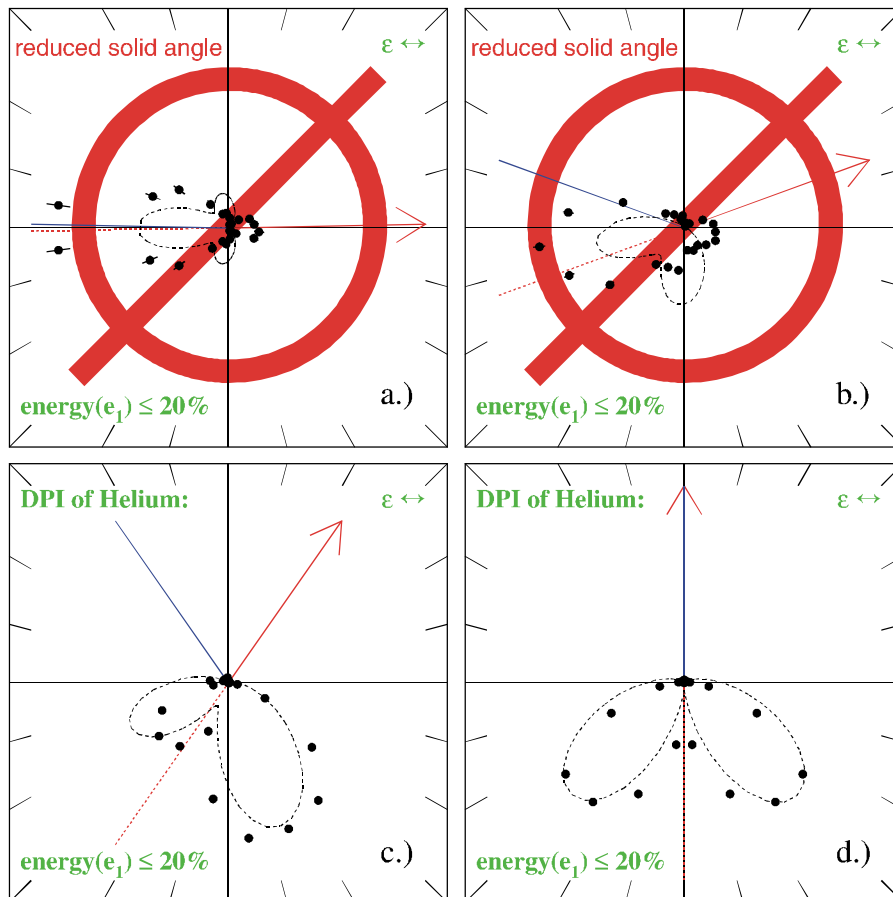 reduced solid angle
ε ↔
energy(e₁) ≤ 20%
a.)
reduced solid angle
ε ↔
energy(e₁) ≤ 20%
b.)
DPI of Helium:
ε ↔
energy(e₁) ≤ 20%
c.)
DPI of Helium:
ε ↔
energy(e₁) ≤ 20%
d.)